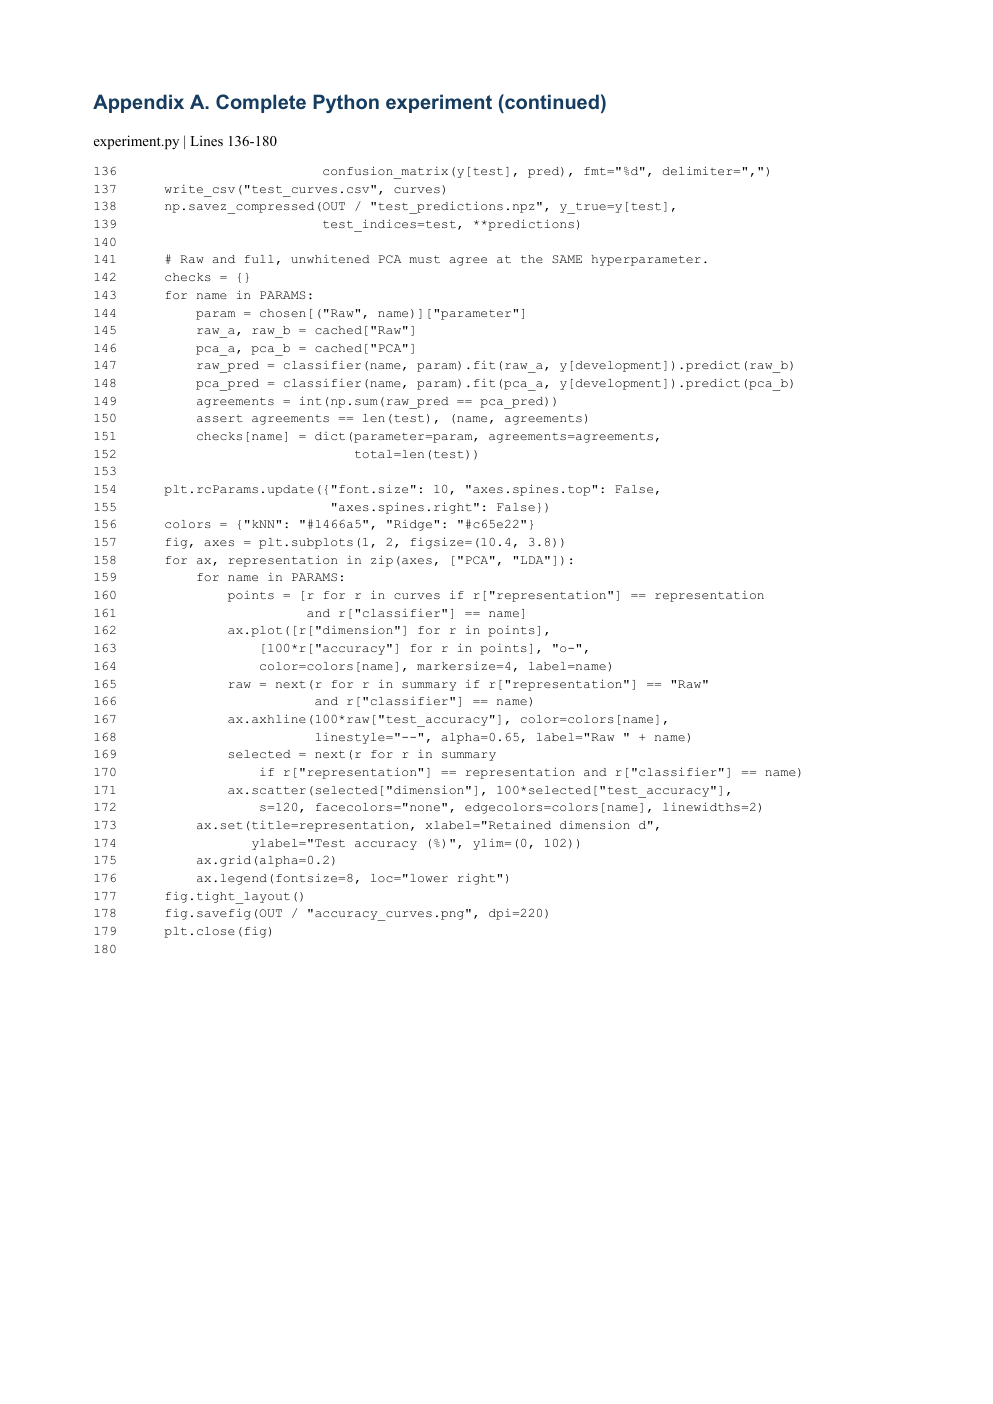 Appendix A. Complete Python experiment (continued)
experiment.py | Lines 136-180
136                          confusion_matrix(y[test], pred), fmt="%d", delimiter=",")
137      write_csv("test_curves.csv", curves)
138      np.savez_compressed(OUT / "test_predictions.npz", y_true=y[test],
139                          test_indices=test, **predictions)
140
141      # Raw and full, unwhitened PCA must agree at the SAME hyperparameter.
142      checks = {}
143      for name in PARAMS:
144          param = chosen[("Raw", name)]["parameter"]
145          raw_a, raw_b = cached["Raw"]
146          pca_a, pca_b = cached["PCA"]
147          raw_pred = classifier(name, param).fit(raw_a, y[development]).predict(raw_b)
148          pca_pred = classifier(name, param).fit(pca_a, y[development]).predict(pca_b)
149          agreements = int(np.sum(raw_pred == pca_pred))
150          assert agreements == len(test), (name, agreements)
151          checks[name] = dict(parameter=param, agreements=agreements,
152                              total=len(test))
153
154      plt.rcParams.update({"font.size": 10, "axes.spines.top": False,
155                           "axes.spines.right": False})
156      colors = {"kNN": "#1466a5", "Ridge": "#c65e22"}
157      fig, axes = plt.subplots(1, 2, figsize=(10.4, 3.8))
158      for ax, representation in zip(axes, ["PCA", "LDA"]):
159          for name in PARAMS:
160              points = [r for r in curves if r["representation"] == representation
161                        and r["classifier"] == name]
162              ax.plot([r["dimension"] for r in points],
163                  [100*r["accuracy"] for r in points], "o-",
164                  color=colors[name], markersize=4, label=name)
165              raw = next(r for r in summary if r["representation"] == "Raw"
166                         and r["classifier"] == name)
167              ax.axhline(100*raw["test_accuracy"], color=colors[name],
168                         linestyle="--", alpha=0.65, label="Raw " + name)
169              selected = next(r for r in summary
170                  if r["representation"] == representation and r["classifier"] == name)
171              ax.scatter(selected["dimension"], 100*selected["test_accuracy"],
172                  s=120, facecolors="none", edgecolors=colors[name], linewidths=2)
173          ax.set(title=representation, xlabel="Retained dimension d",
174                 ylabel="Test accuracy (%)", ylim=(0, 102))
175          ax.grid(alpha=0.2)
176          ax.legend(fontsize=8, loc="lower right")
177      fig.tight_layout()
178      fig.savefig(OUT / "accuracy_curves.png", dpi=220)
179      plt.close(fig)
180